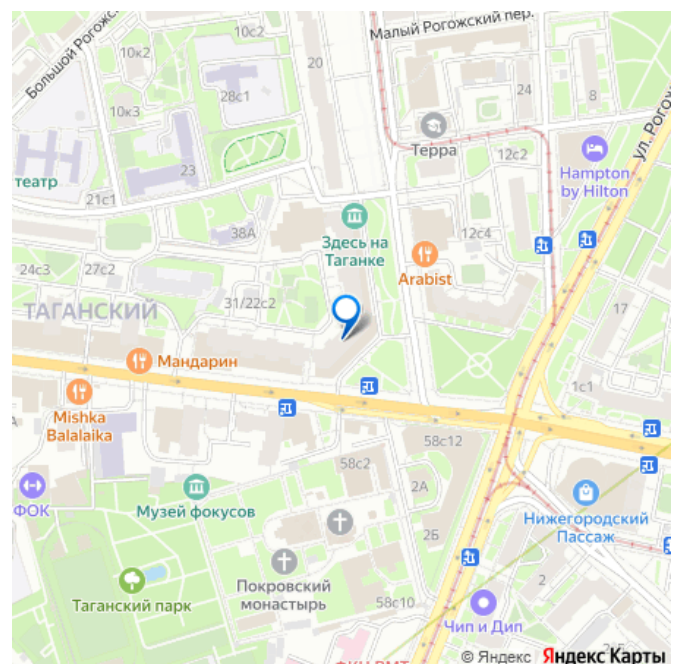 10с2
Малый Рогожский пер.
Большой Рогожс
10к2
20
28с1
24
8
10к3
Терра
12с2
ул. Рогожс
Hampton
by Hilton
23
театр
21с1
38А
Здесь на
Таганке
12с4
Arabist
24с3
27с2
31/22с2
ТАГАНСКИЙ
17
Мандарин
1с1
Mishka
Balalaika
58с12
58с2
2А
ФОК
Музей фокусов
Нижегородский
Пассаж
2Б
Покровский
монастырь
2
Таганский парк
58с10
Чип и Дип
© Яндекс Яндекс Карты